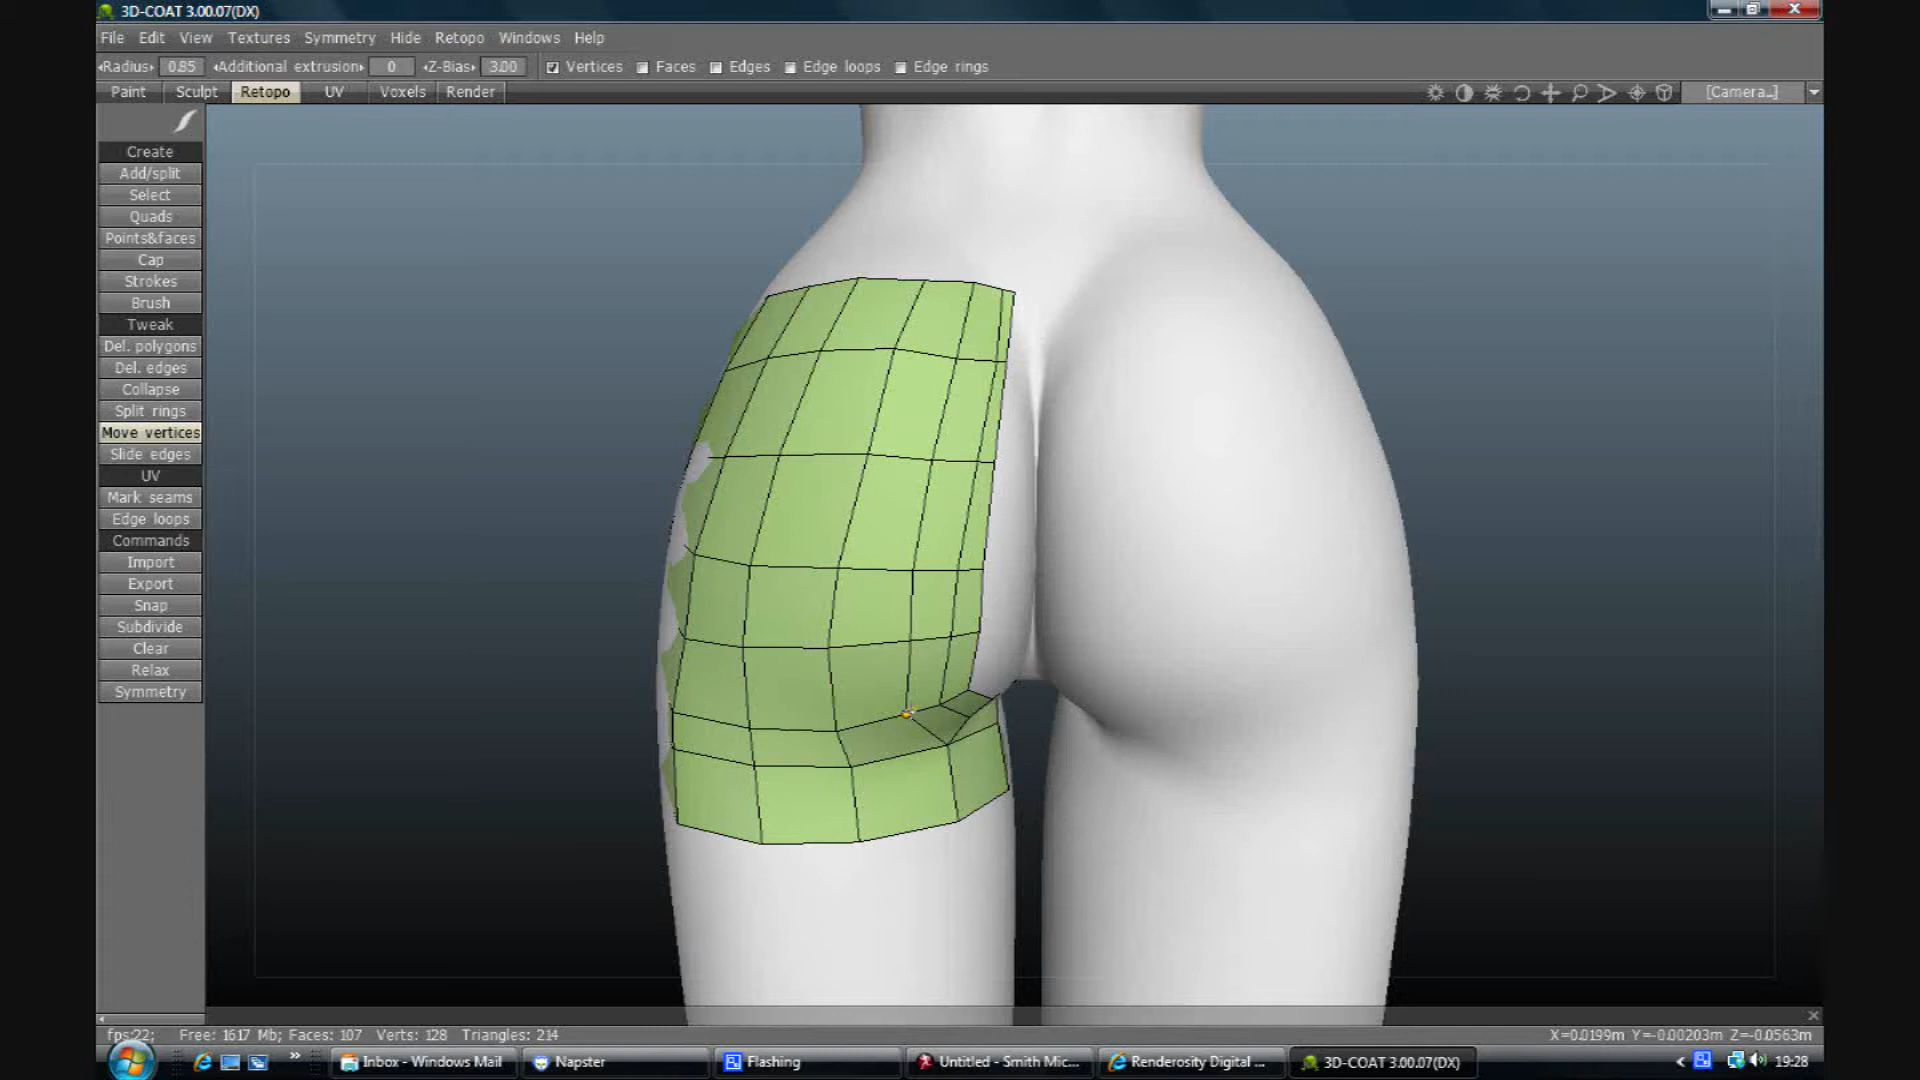 3D-COAT 3.00.07(DX)
File Edit View Textures Symmetry Hide Retopo Windows Help
Radius 0.85 Additional extrusion 0 Z-Bias 3.00 Vertices Faces Edges Edge loops Edge rings
Paint Sculpt Retopo UV Voxels Render [Camera..]
Create
Add/split
Select
Quads
Points&faces
Cap
Strokes
Brush
Tweak
Del. polygons
Del. edges
Collapse
Split rings
Move vertices
Slide edges
UV
Mark seams
Edge loops
Commands
Import
Export
Snap
Subdivide
Clear
Relax
Symmetry
fps:22; Free: 1617 Mb; Faces: 107 Verts: 128 Triangles: 214 X=0.0199m Y=-0.00203m Z=-0.0563m
Inbox - Windows Mail Napster Flashing Untitled - Smith Mic... Renderosity Digital ... 3D-COAT 3.00.07(DX) 19:28